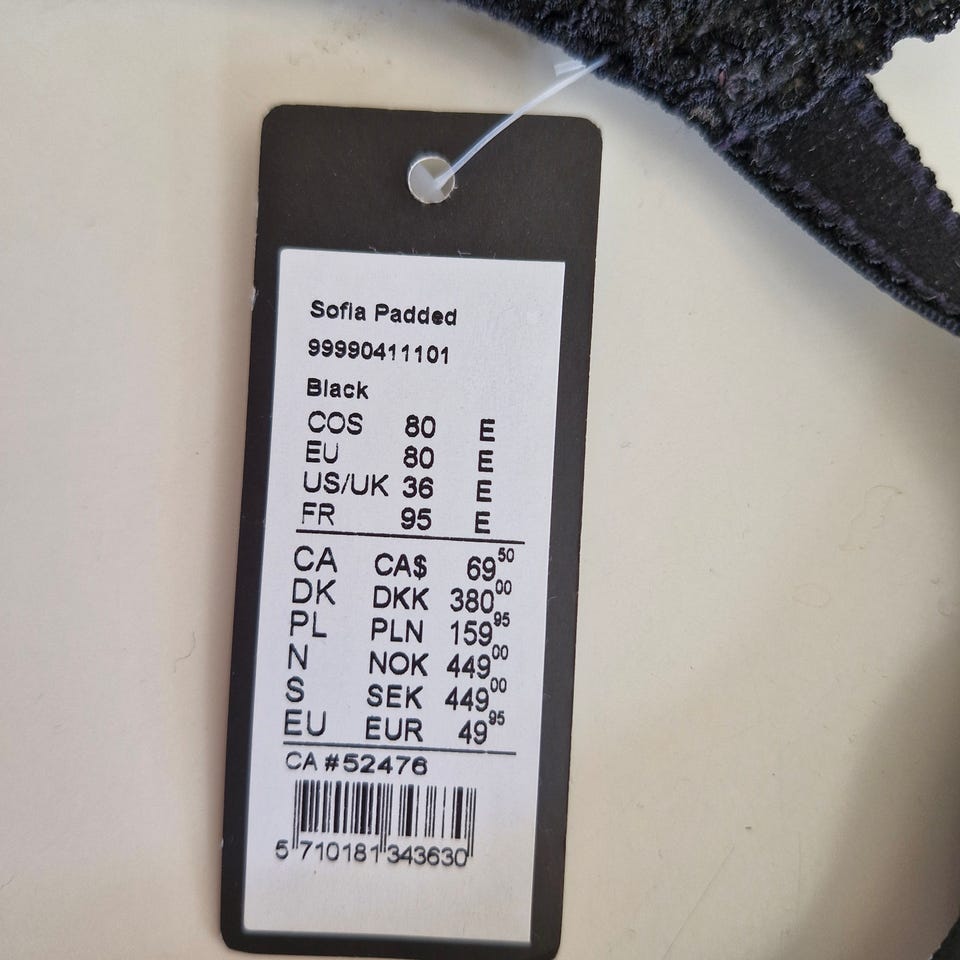 Sofia Padded
99990411101
Black
COS 80 E
EU 80 E
US/UK 36 E
FR 95 E
CA CA$ 69 50
DK DKK 380 00
PL PLN 159 95
N NOK 449 00
S SEK 449 00
EU EUR 49 95
CA #52476
5 710181 343630